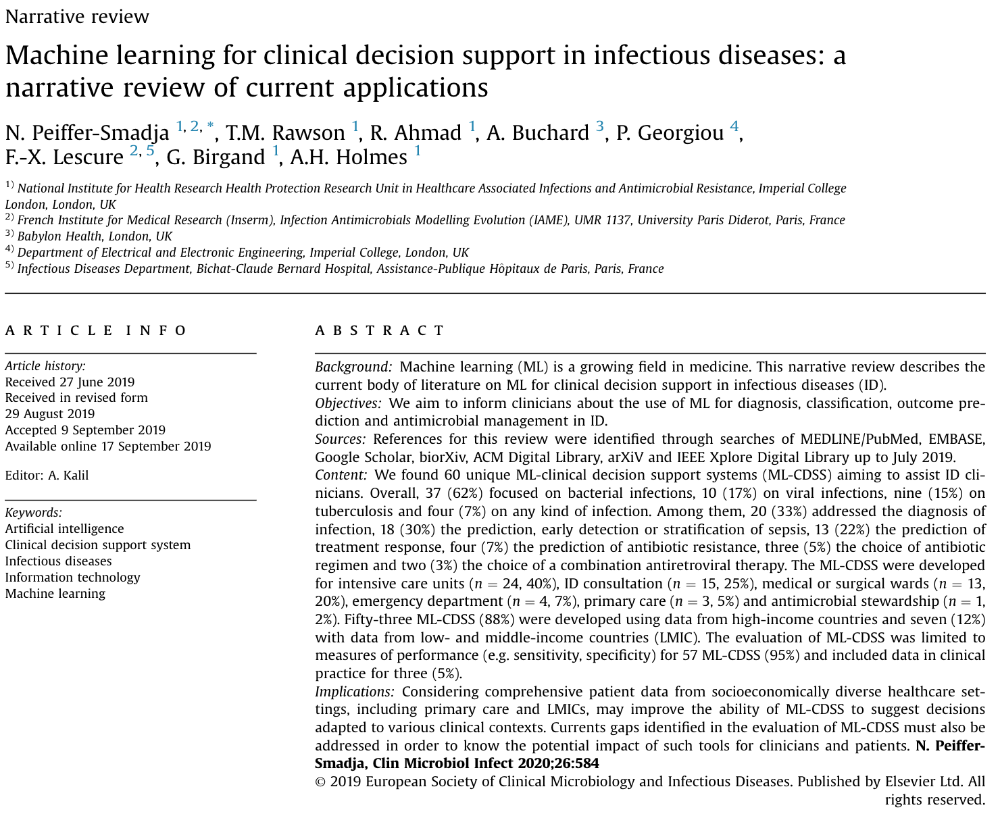 Narrative review
Machine learning for clinical decision support in infectious diseases: a
narrative review of current applications
N. Peiffer-Smadja 1, 2, *, T.M. Rawson 1, R. Ahmad 1, A. Buchard 3, P. Georgiou 4,
F.-X. Lescure 2, 5, G. Birgand 1, A.H. Holmes 1
1) National Institute for Health Research Health Protection Research Unit in Healthcare Associated Infections and Antimicrobial Resistance, Imperial College
London, London, UK
2) French Institute for Medical Research (Inserm), Infection Antimicrobials Modelling Evolution (IAME), UMR 1137, University Paris Diderot, Paris, France
3) Babylon Health, London, UK
4) Department of Electrical and Electronic Engineering, Imperial College, London, UK
5) Infectious Diseases Department, Bichat-Claude Bernard Hospital, Assistance-Publique Hôpitaux de Paris, Paris, France
ARTICLE INFO
Article history:
Received 27 June 2019
Received in revised form
29 August 2019
Accepted 9 September 2019
Available online 17 September 2019
Editor: A. Kalil
Keywords:
Artificial intelligence
Clinical decision support system
Infectious diseases
Information technology
Machine learning
ABSTRACT
Background: Machine learning (ML) is a growing field in medicine. This narrative review describes the
current body of literature on ML for clinical decision support in infectious diseases (ID).
Objectives: We aim to inform clinicians about the use of ML for diagnosis, classification, outcome pre-
diction and antimicrobial management in ID.
Sources: References for this review were identified through searches of MEDLINE/PubMed, EMBASE,
Google Scholar, biorXiv, ACM Digital Library, arXiV and IEEE Xplore Digital Library up to July 2019.
Content: We found 60 unique ML-clinical decision support systems (ML-CDSS) aiming to assist ID cli-
nicians. Overall, 37 (62%) focused on bacterial infections, 10 (17%) on viral infections, nine (15%) on
tuberculosis and four (7%) on any kind of infection. Among them, 20 (33%) addressed the diagnosis of
infection, 18 (30%) the prediction, early detection or stratification of sepsis, 13 (22%) the prediction of
treatment response, four (7%) the prediction of antibiotic resistance, three (5%) the choice of antibiotic
regimen and two (3%) the choice of a combination antiretroviral therapy. The ML-CDSS were developed
for intensive care units (n = 24, 40%), ID consultation (n = 15, 25%), medical or surgical wards (n = 13,
20%), emergency department (n = 4, 7%), primary care (n = 3, 5%) and antimicrobial stewardship (n = 1,
2%). Fifty-three ML-CDSS (88%) were developed using data from high-income countries and seven (12%)
with data from low- and middle-income countries (LMIC). The evaluation of ML-CDSS was limited to
measures of performance (e.g. sensitivity, specificity) for 57 ML-CDSS (95%) and included data in clinical
practice for three (5%).
Implications: Considering comprehensive patient data from socioeconomically diverse healthcare set-
tings, including primary care and LMICs, may improve the ability of ML-CDSS to suggest decisions
adapted to various clinical contexts. Currents gaps identified in the evaluation of ML-CDSS must also be
addressed in order to know the potential impact of such tools for clinicians and patients. N. Peiffer-
Smadja, Clin Microbiol Infect 2020;26:584
© 2019 European Society of Clinical Microbiology and Infectious Diseases. Published by Elsevier Ltd. All
rights reserved.